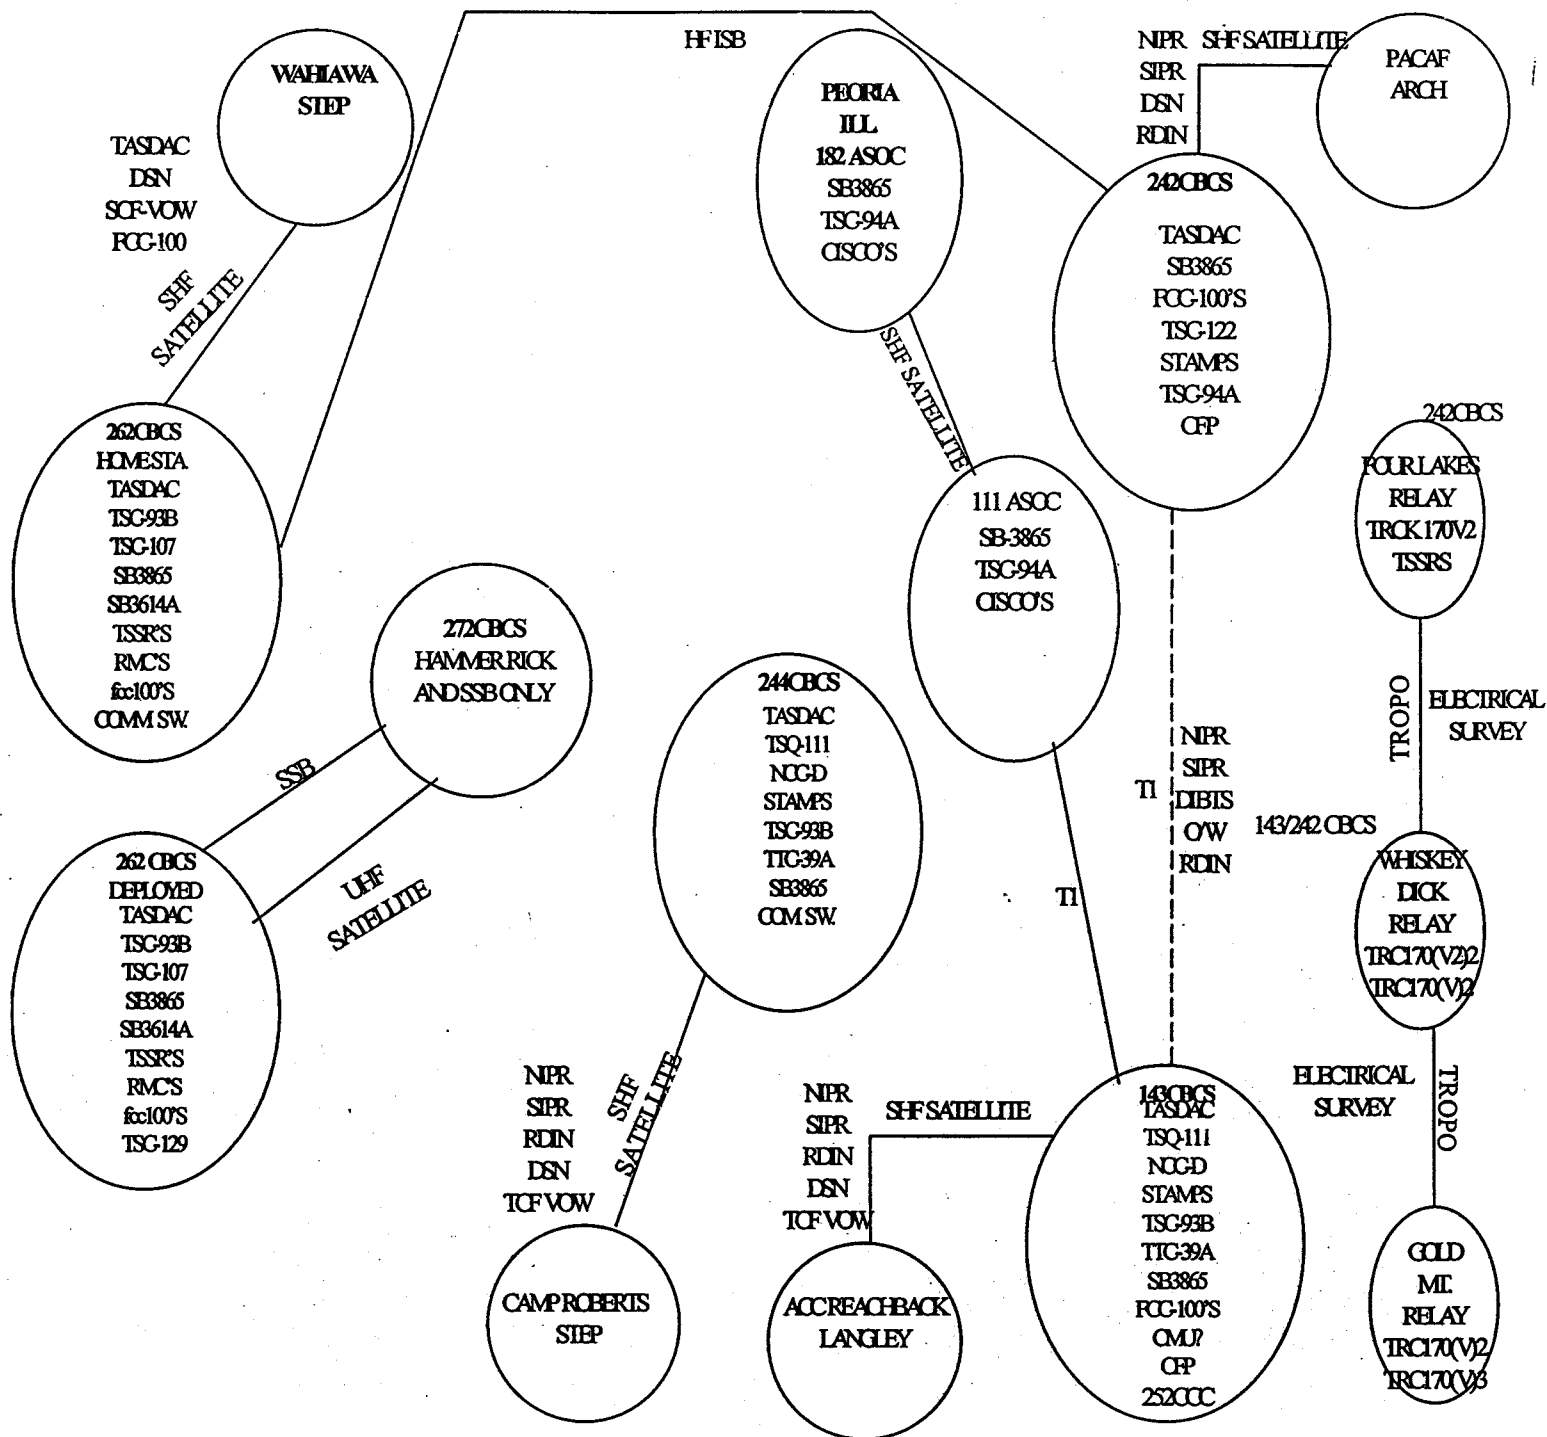 HF ISB
WAHIAWA
STEP
TASDAC
DSN
SCF-VOW
FCC-100
SHF
SATELLITE
PEORIA
ILL
182 ASOC
SB3865
TSC-94A
CISCO'S
NIPR
SIPR
DSN
RDIN
SHF SATELLITE
PACAF
ARCH
242CBCS
TASDAC
SB3865
FCC-100'S
TSC-122
STAMPS
TSC-94A
CFP
SHF SATELLITE
262CBCS
HOMESTA.
TASDAC
TSC-93B
TSC-107
SB3865
SB3614A
TSSR'S
RMC'S
fcc100'S
COMM SW.
111 ASOC
SB-3865
TSC-94A
CISCO'S
242CBCS
FOUR LAKES
RELAY
TRCK170V2
TSSRS
272CBCS
HAMMER RICK
AND SSB ONLY
SSB
UHF
SATELLITE
244CBCS
TASDAC
TSQ-111
NCC-D
STAMPS
TSC-93B
TTC-39A
SB3865
COM SW.
TROPO
ELECTRICAL
SURVEY
T1
NIPR
SIPR
DIBTS
O/W
RDIN
T1
143/242 CBCS
WHISKEY
DICK
RELAY
TRC170(V2)2
TRC170(V)2
262 CBCS
DEPLOYED
TASDAC
TSC-93B
TSC-107
SB3865
SB3614A
TSSR'S
RMC'S
fcc100'S
TSC-129
NIPR
SIPR
RDIN
DSN
TCF VOW
SHF
SATELLITE
CAMP ROBERTS
STEP
NIPR
SIPR
RDIN
DSN
TCF VOW
SHF SATELLITE
ACC REACHBACK
LANGLEY
143CBCS
TASDAC
TSQ-111
NCC-D
STAMPS
TSC-93B
TTC-39A
SB3865
FCC-100'S
CMU?
CFP
252CCC
ELECTRICAL
SURVEY
TROPO
GOLD
MT.
RELAY
TRC170(V)2
TRC170(V)3